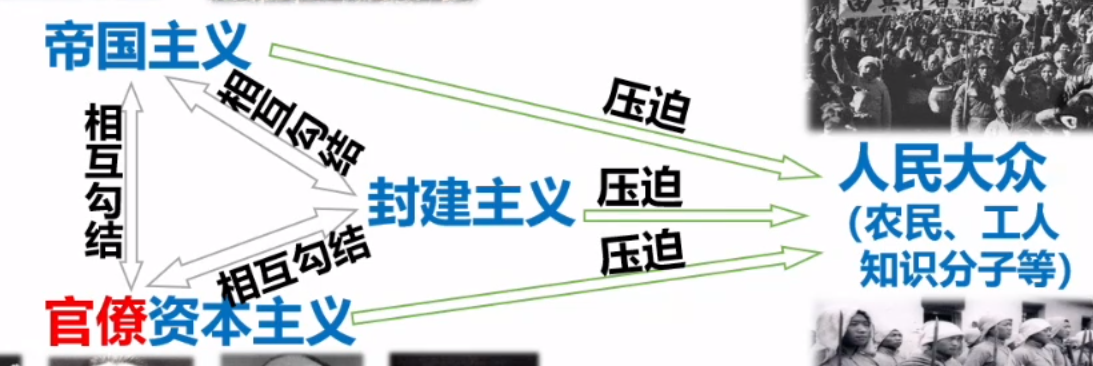 帝国主义
相互勾结
相互勾结
压迫
封建主义
压迫
人民大众
（农民、工人
知识分子等）
相互勾结
压迫
官僚资本主义